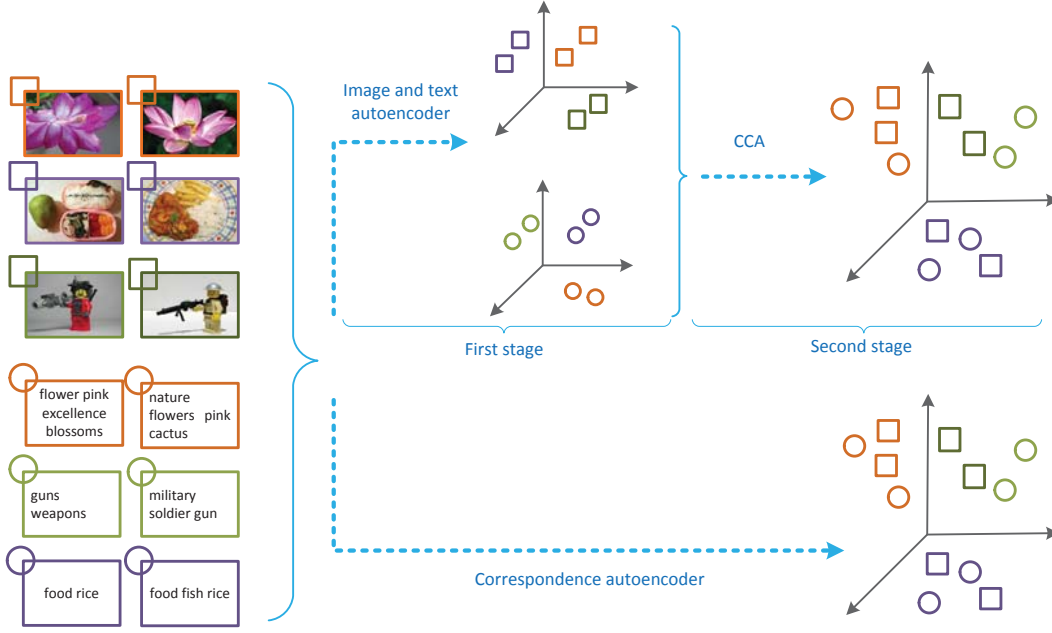 Image and text
autoencoder
CCA
First stage
Second stage
flower pink
excellence
blossoms
nature
flowers pink
cactus
guns
weapons
military
soldier gun
food rice
food fish rice
Correspondence autoencoder